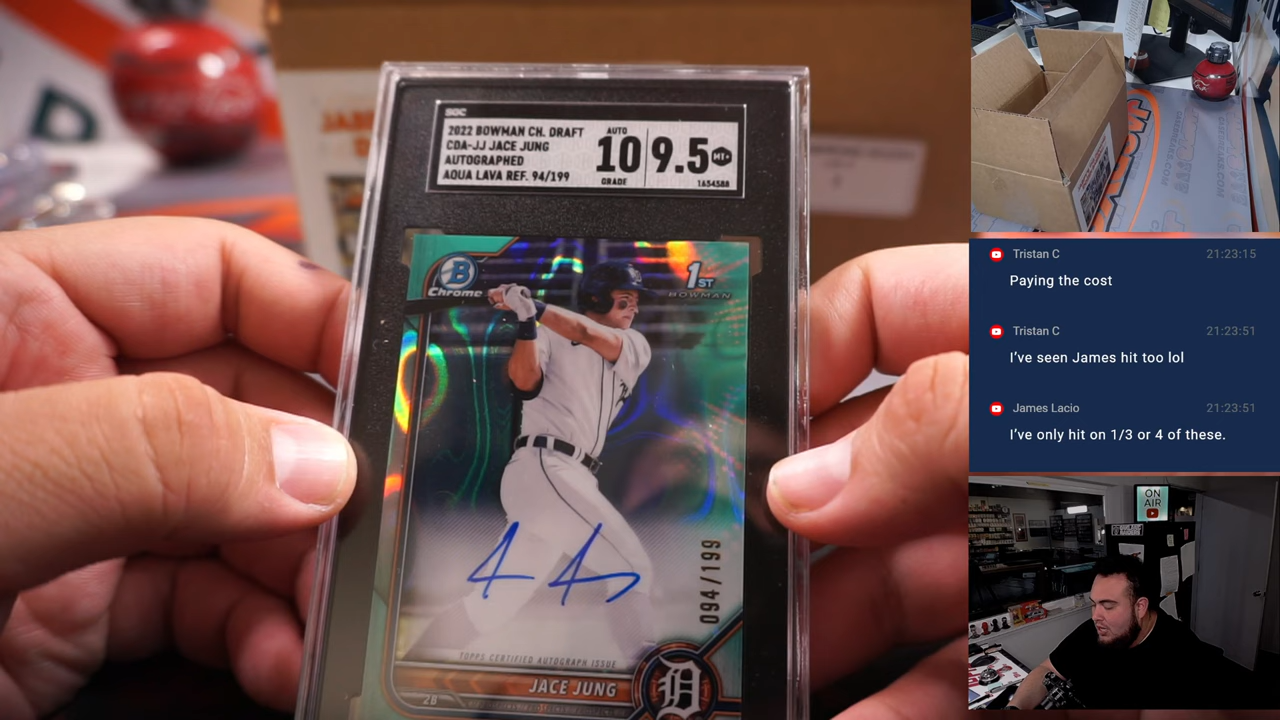 SGC
2022 BOWMAN CH. DRAFT
CDA-JJ JACE JUNG
AUTOGRAPHED
AQUA LAVA REF. 94/199
AUTO
10
GRADE
9.5
MT+
1654588
B
Chrome
1ST
BOWMAN
094/199
TOPPS CERTIFIED AUTOGRAPH ISSUE
JACE JUNG
2B
D
Tristan C 21:23:15
Paying the cost
Tristan C 21:23:51
I've seen James hit too lol
James Lacio 21:23:51
I've only hit on 1/3 or 4 of these.
ON
AIR